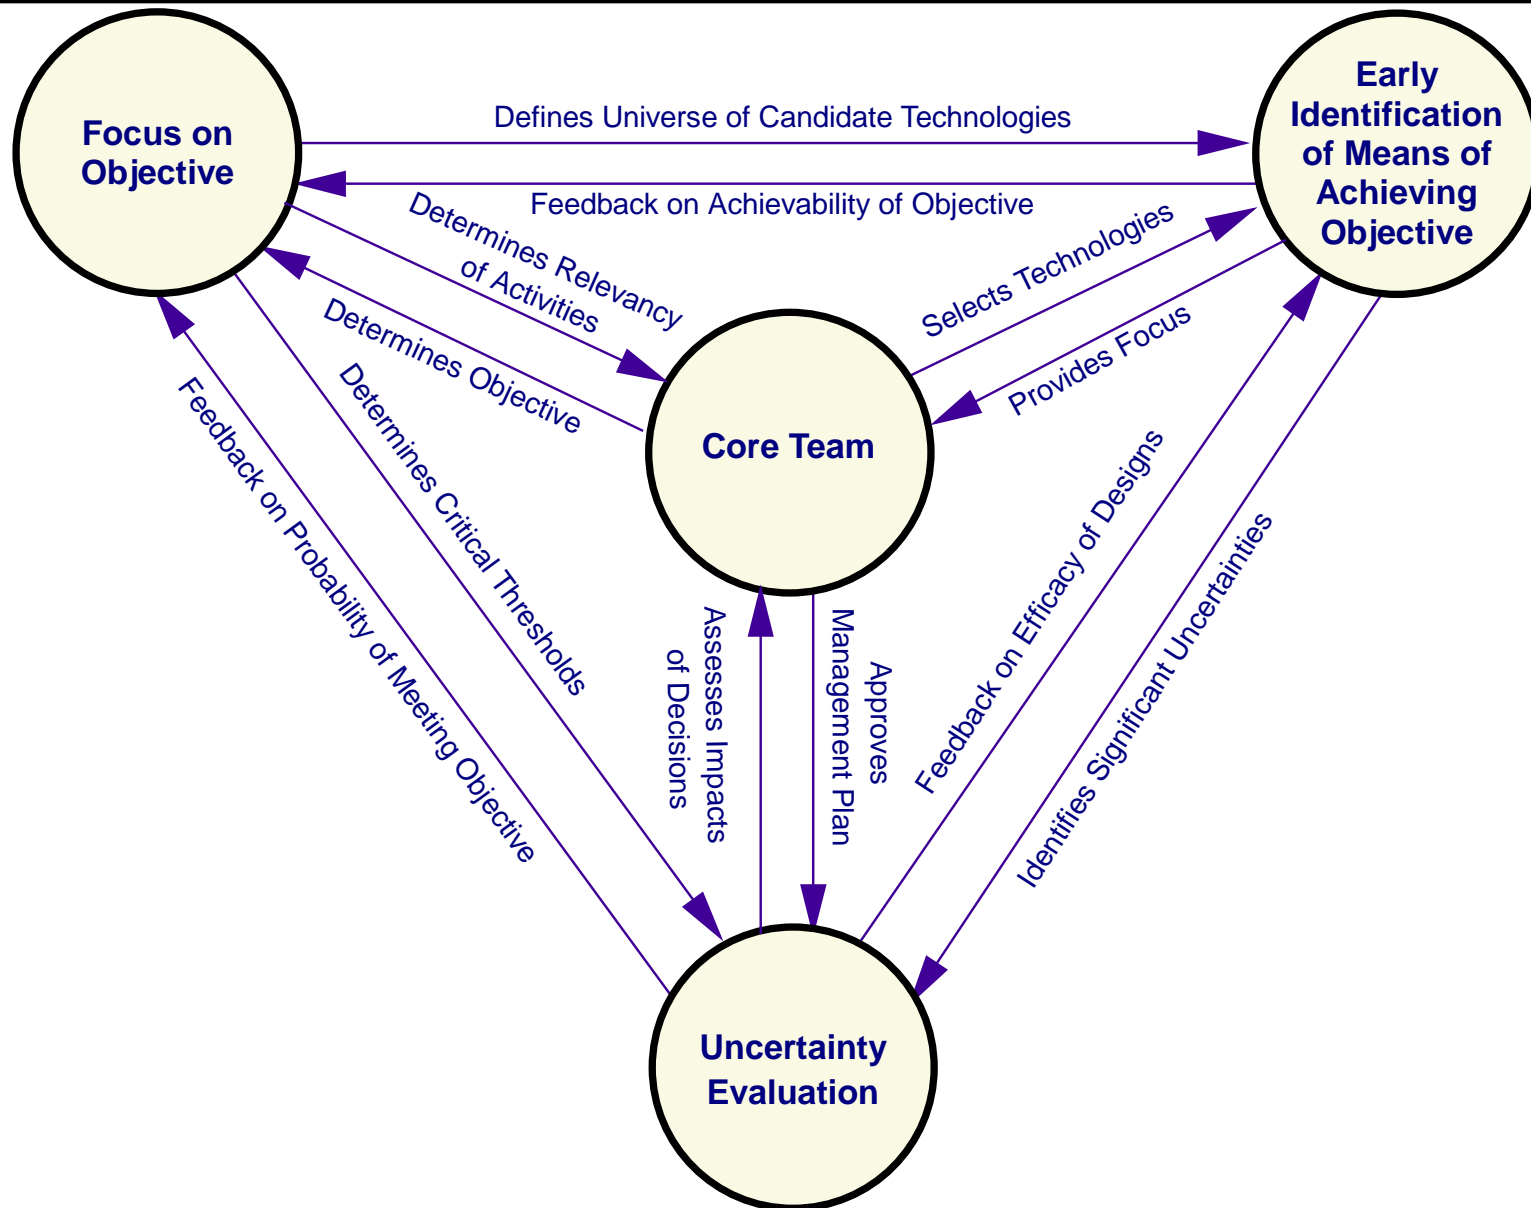 Focus on
Objective
Defines Universe of Candidate Technologies
Early
Identification
of Means of
Achieving
Objective
Feedback on Achievability of Objective
Determines Relevancy
of Activities
Determines Objective
Selects Technologies
Provides Focus
Core Team
Feedback on Probability of Meeting Objective
Determines Critical Thresholds
Assesses Impacts
of Decisions
Approves
Management Plan
Feedback on Efficacy of Designs
Identifies Significant Uncertainties
Uncertainty
Evaluation